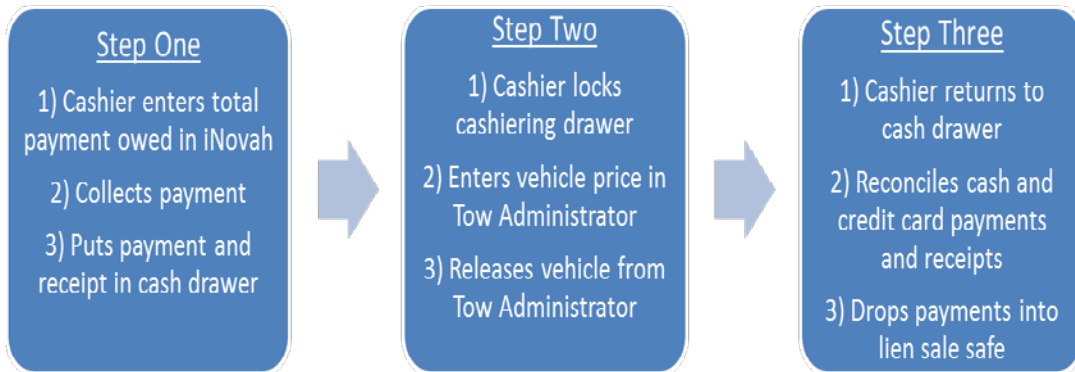 Step One
1) Cashier enters total
payment owed in iNovah
2) Collects payment
3) Puts payment and
receipt in cash drawer
Step Two
1) Cashier locks
cashiering drawer
2) Enters vehicle price in
Tow Administrator
3) Releases vehicle from
Tow Administrator
Step Three
1) Cashier returns to
cash drawer
2) Reconciles cash and
credit card payments
and receipts
3) Drops payments into
lien sale safe